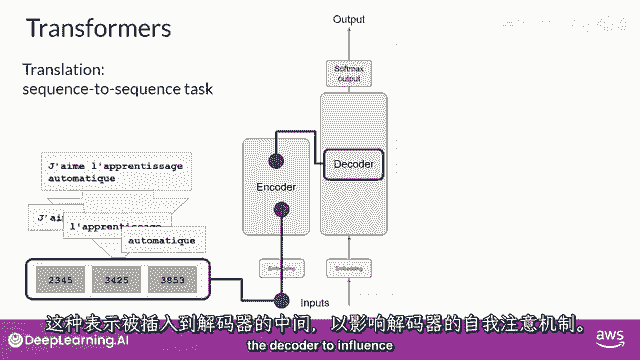 Transformers
Translation:
sequence-to-sequence task
Output
Softmax
output
Decoder
Encoder
J'aime l'apprentissage
automatique
J'ai
l'apprentissage
automatique
2345
3425
3853
Embedding
Embedding
Inputs
这种表示被插入到解码器的中间，以影响解码器的自我注意机制。
the decoder to influence
DeepLearning.AI
aws